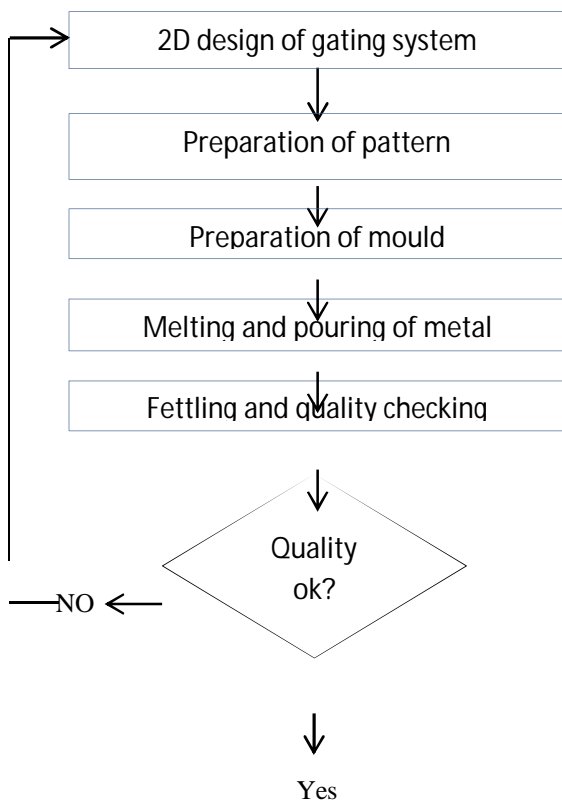 2D design of gating system
Preparation of pattern
Preparation of mould
Melting and pouring of metal
Fettling and quality checking
Quality
ok?
NO
Yes